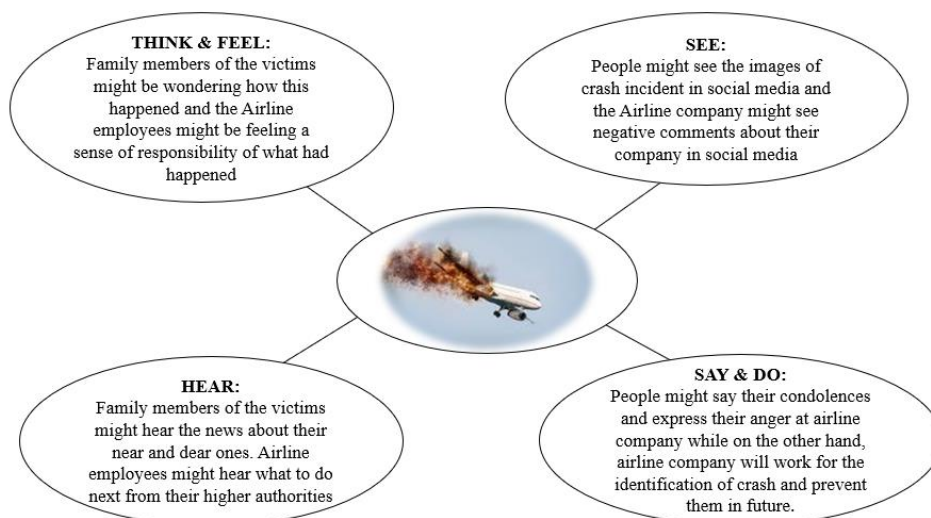 THINK & FEEL:
Family members of the victims
might be wondering how this
happened and the Airline
employees might be feeling a
sense of responsibility of what had
happened
SEE:
People might see the images of
crash incident in social media and
the Airline company might see
negative comments about their
company in social media
HEAR:
Family members of the victims
might hear the news about their
near and dear ones. Airline
employees might hear what to do
next from their higher authorities
SAY & DO:
People might say their condolences
and express their anger at airline
company while on the other hand,
airline company will work for the
identification of crash and prevent
them in future.